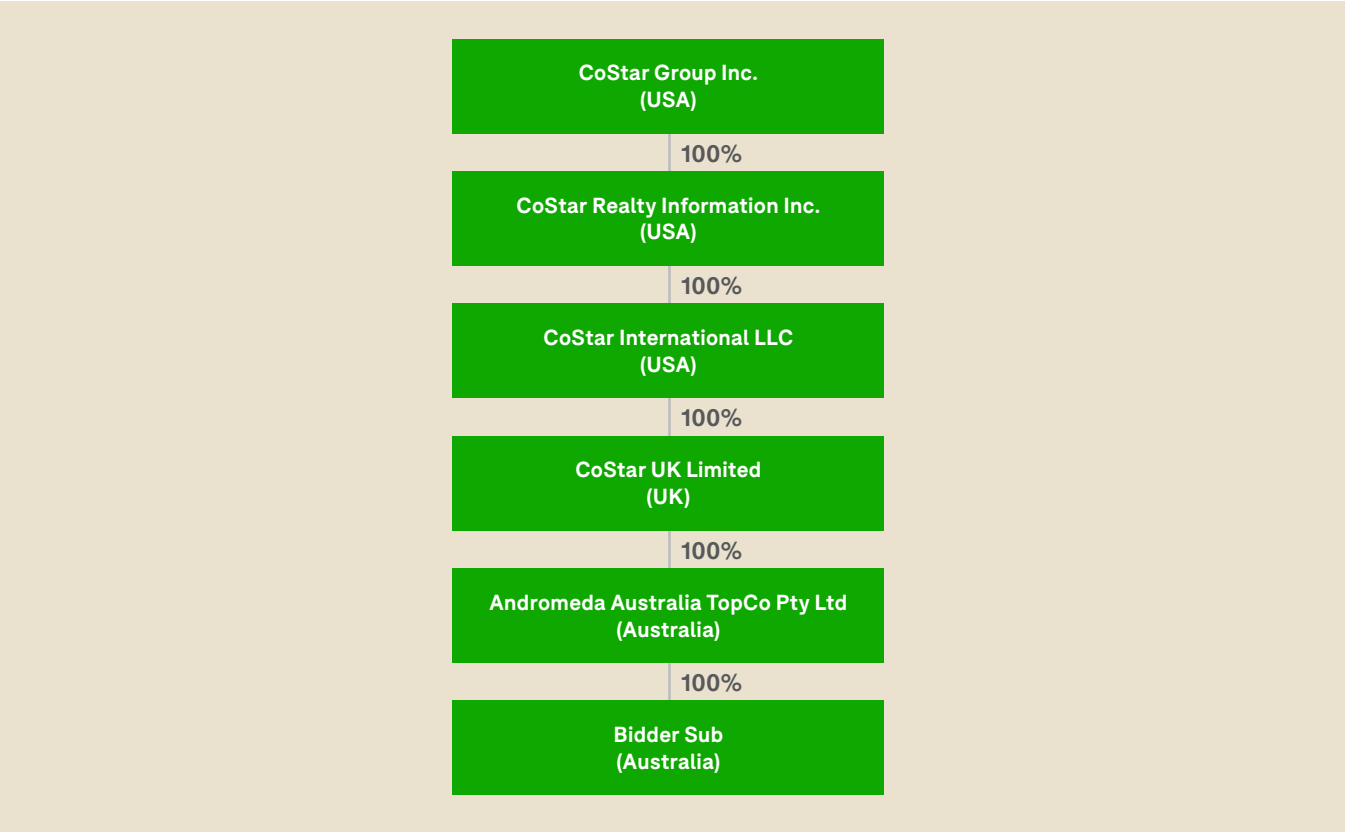 CoStar Group Inc.
(USA)
100%
CoStar Realty Information Inc.
(USA)
100%
CoStar International LLC
(USA)
100%
CoStar UK Limited
(UK)
100%
Andromeda Australia TopCo Pty Ltd
(Australia)
100%
Bidder Sub
(Australia)